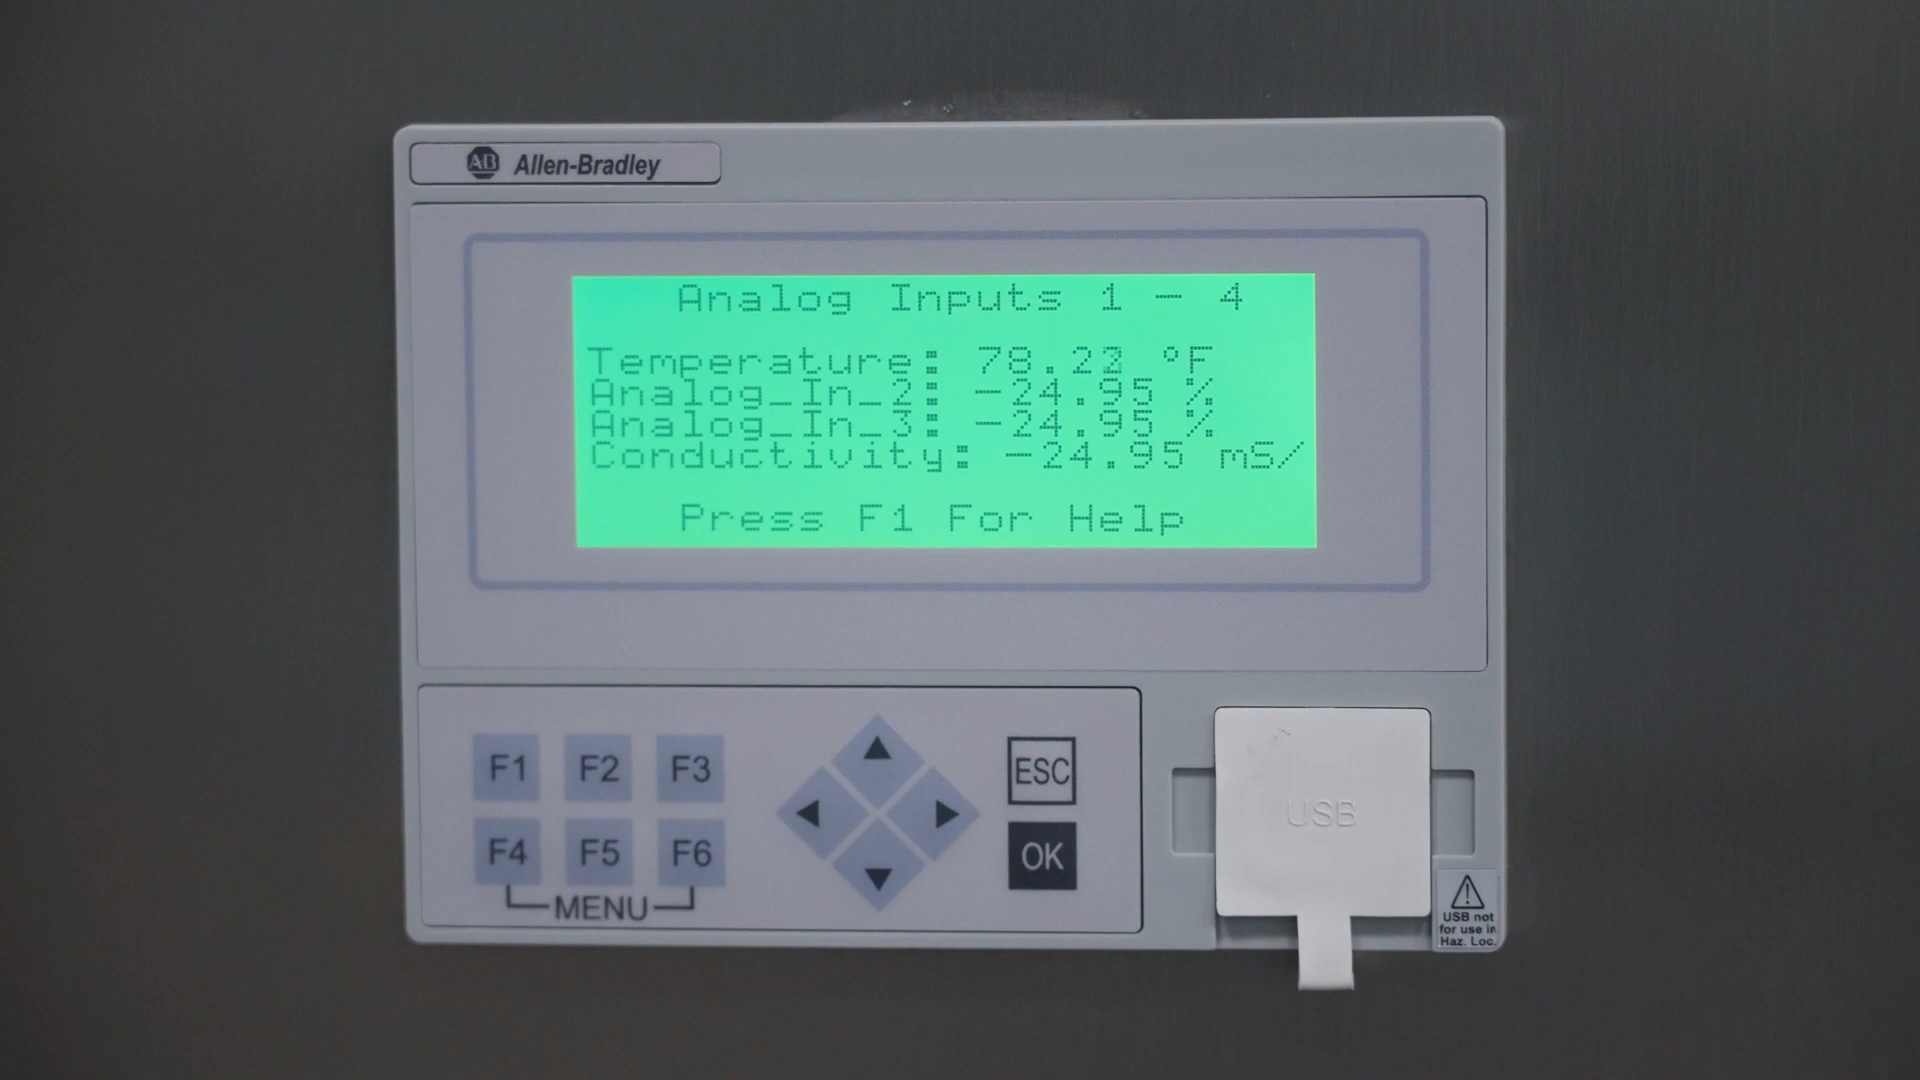 AB Allen-Bradley
Analog Inputs 1 - 4
Temperature: 78.22 °F
Analog_In_2: -24.95 %
Analog_In_3: -24.95 %
Conductivity: -24.95 mS/
Press F1 For Help
F1 F2 F3
ESC
F4 F5 F6
OK
MENU
USB
USB not
for use in
Haz. Loc.